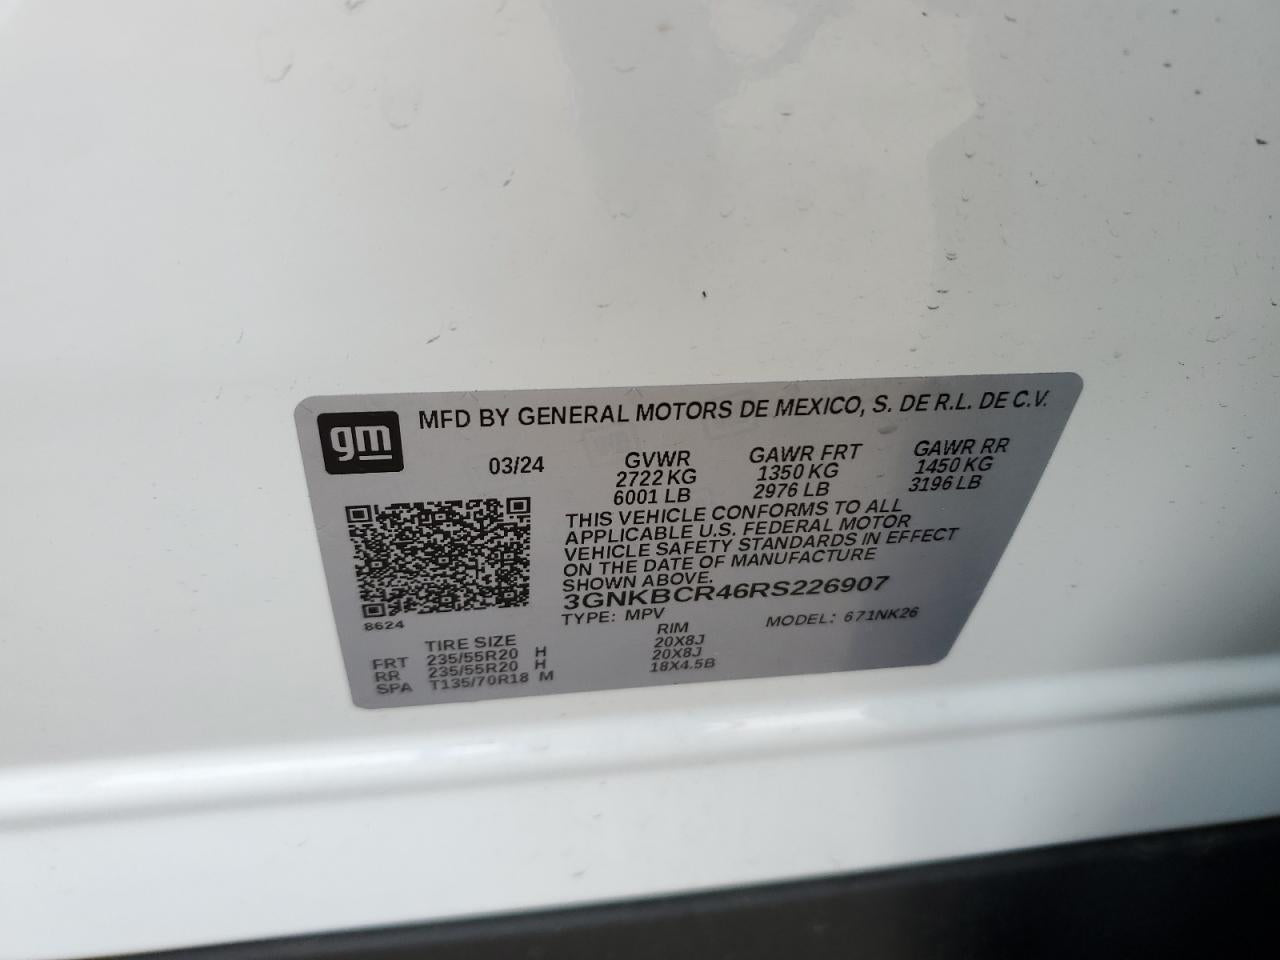 gm
MFD BY GENERAL MOTORS DE MEXICO, S. DE R.L. DE C.V.
03/24 GVWR GAWR FRT GAWR RR
2722 KG 1350 KG 1450 KG
6001 LB 2976 LB 3196 LB
THIS VEHICLE CONFORMS TO ALL
APPLICABLE U.S. FEDERAL MOTOR
VEHICLE SAFETY STANDARDS IN EFFECT
ON THE DATE OF MANUFACTURE
SHOWN ABOVE.
3GNKBCR46RS226907
TYPE: MPV MODEL: 671NK26
8624
TIRE SIZE RIM
FRT 235/55R20 H 20X8J
RR 235/55R20 H 20X8J
SPA T135/70R18 M 18X4.5B